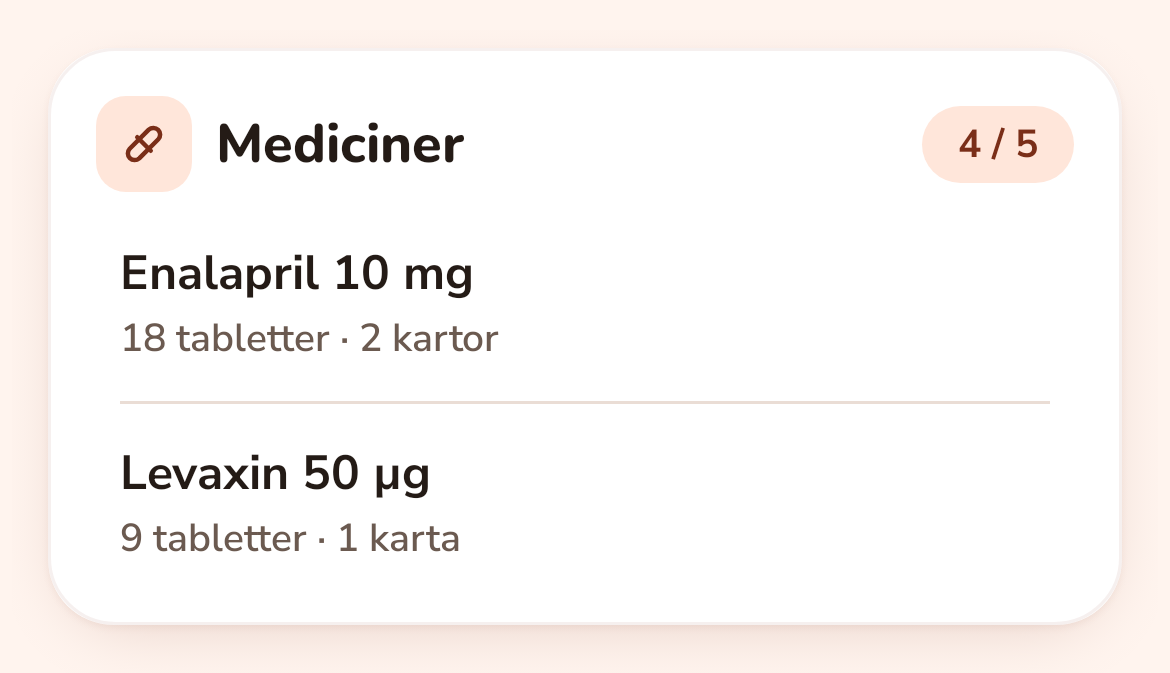 Mediciner
4 / 5
Enalapril 10 mg
18 tabletter · 2 kartor
Levaxin 50 µg
9 tabletter · 1 karta